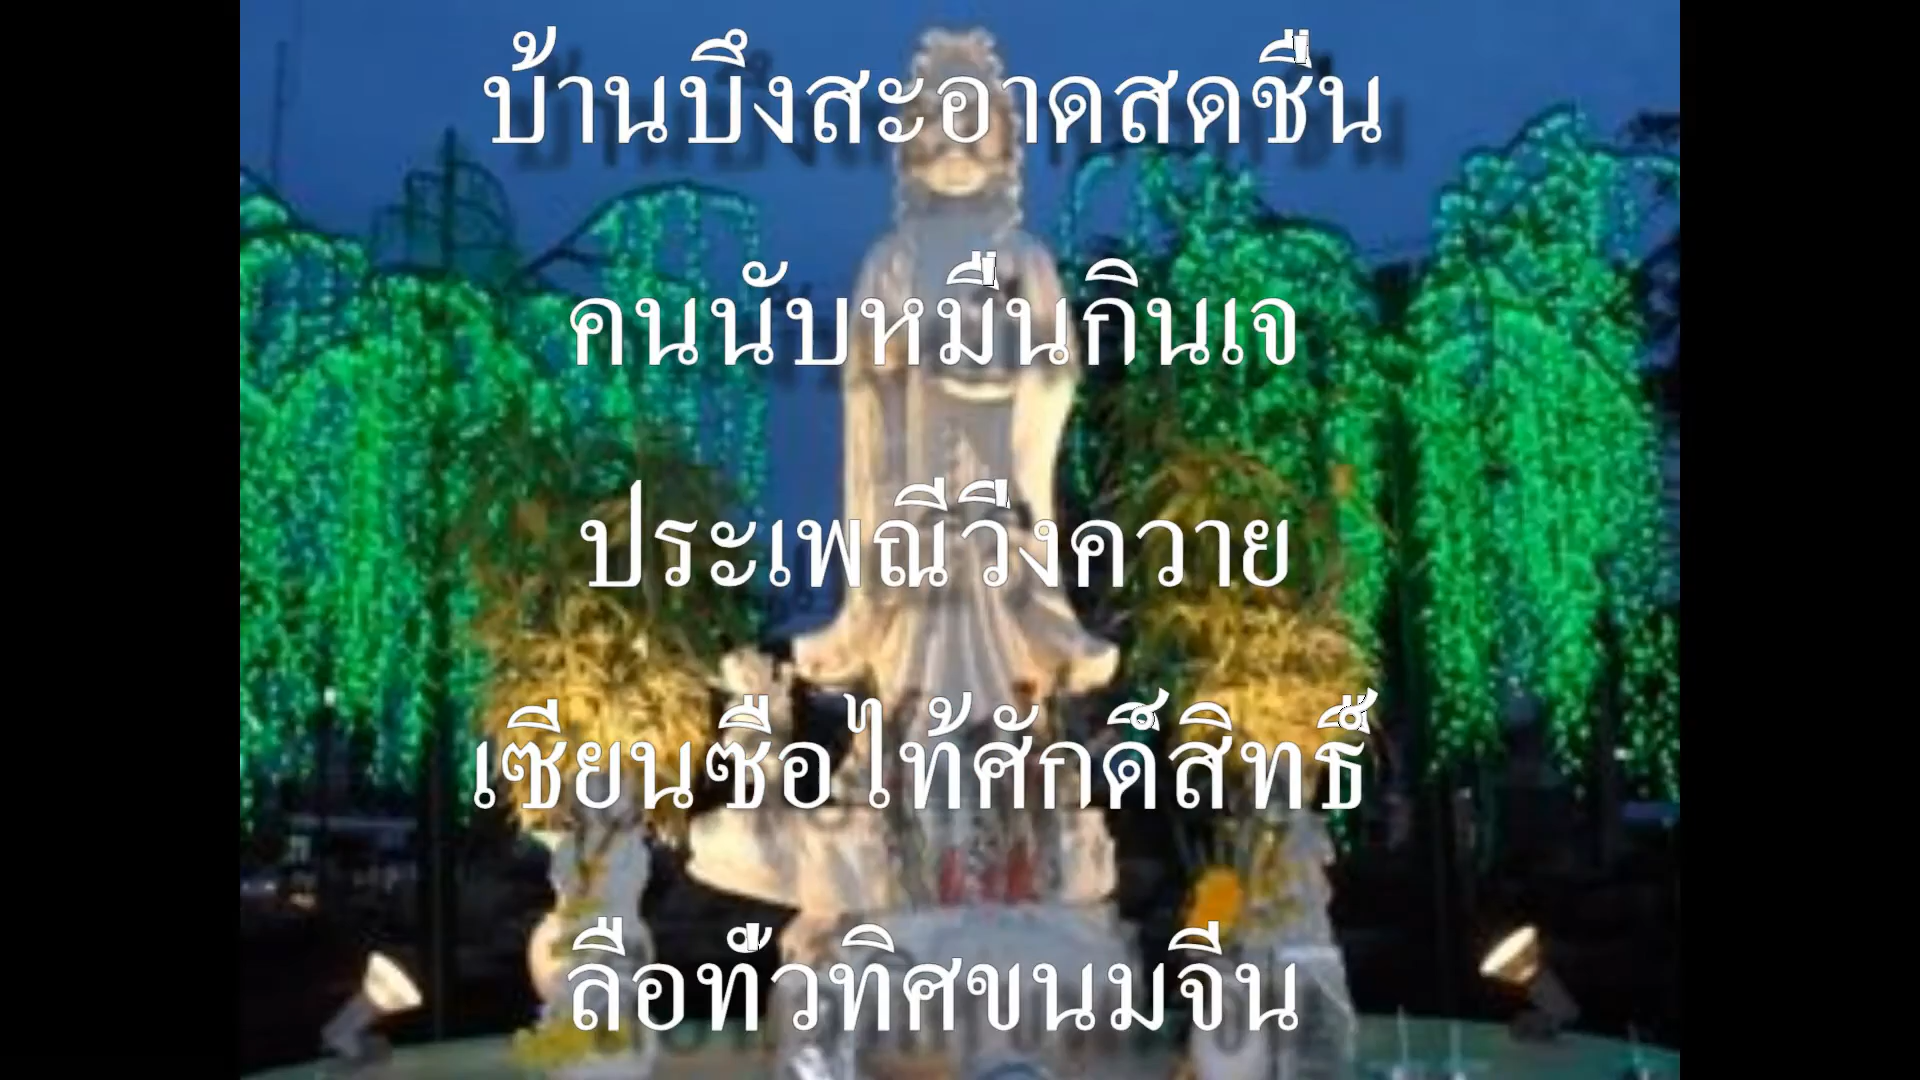 บ้านบึงสะอาดสดชื่น
คนนับหมื่นกินเจ
ประเพณีวื่งควาย
เซียนซือไท้ศักดิ์สิทธิ์
ลือทั่วทิศขนมจีน